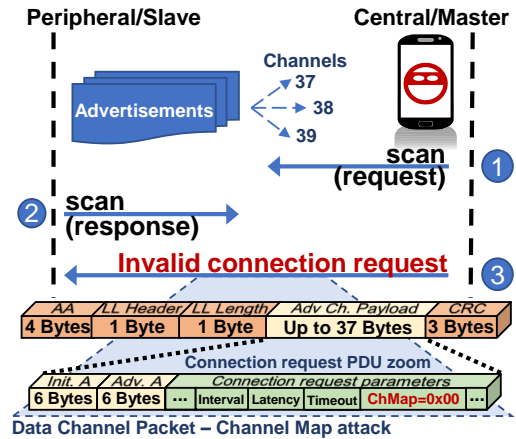 Peripheral/Slave
Central/Master
Channels
37
Advertisements
38
39
scan
(request)
1
2
scan
(response)
Invalid connection request
3
AA
LL Header
LL Length
Adv Ch. Payload
CRC
4 Bytes
1 Byte
1 Byte
Up to 37 Bytes
3 Bytes
Connection request PDU zoom
Init. A
Adv. A
Connection request parameters
6 Bytes
6 Bytes
...
Interval
Latency
Timeout
ChMap=0x00
...
Data Channel Packet – Channel Map attack